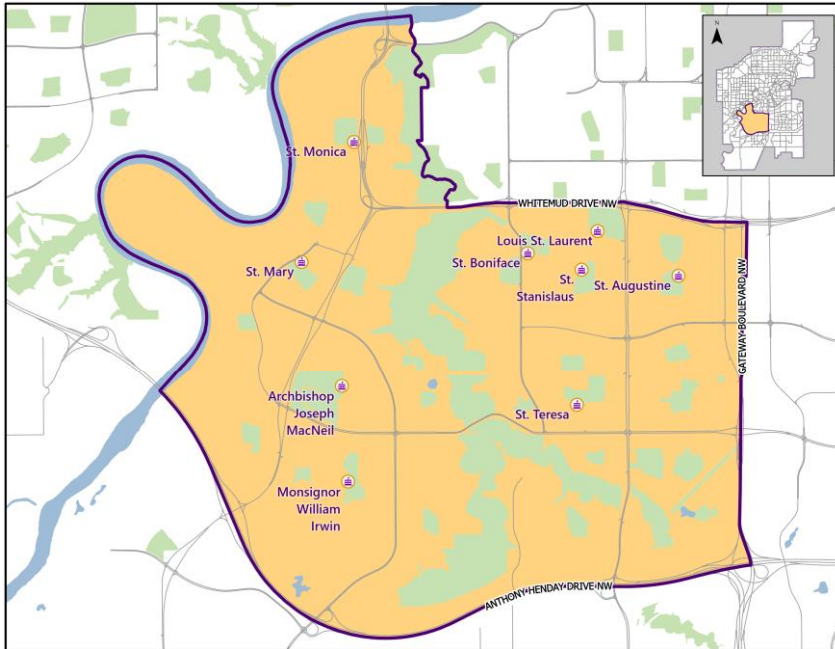 N
St. Monica
WHITEMUD DRIVE NW
Louis St. Laurent
St. Boniface
St. Mary
St.
Stanislaus
St. Augustine
GATEWAY BOULEVARD NW
Archbishop
Joseph
MacNeil
St. Teresa
Monsignor
William
Irwin
ANTHONY HENDAY DRIVE NW